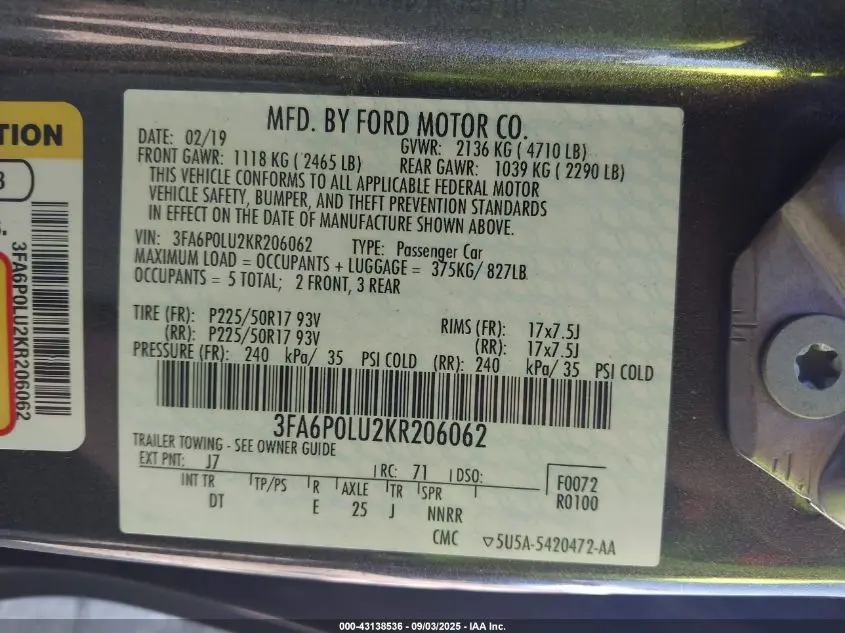 MFD. BY FORD MOTOR CO.
DATE: 02/19
GVWR: 2136 KG ( 4710 LB)
FRONT GAWR: 1118 KG ( 2465 LB)
REAR GAWR: 1039 KG ( 2290 LB)
THIS VEHICLE CONFORMS TO ALL APPLICABLE FEDERAL MOTOR
VEHICLE SAFETY, BUMPER, AND THEFT PREVENTION STANDARDS
IN EFFECT ON THE DATE OF MANUFACTURE SHOWN ABOVE.
VIN: 3FA6P0LU2KR206062 TYPE: Passenger Car
MAXIMUM LOAD = OCCUPANTS + LUGGAGE = 375KG/ 827LB
OCCUPANTS = 5 TOTAL; 2 FRONT, 3 REAR
TIRE (FR): P225/50R17 93V RIMS (FR): 17x7.5J
(RR): P225/50R17 93V (RR): 17x7.5J
PRESSURE (FR): 240 kPa/ 35 PSI COLD (RR): 240 kPa/ 35 PSI COLD
3FA6P0LU2KR206062
TRAILER TOWING - SEE OWNER GUIDE
EXT PNT: J7 RC: 71 DSO:
INT TR TP/PS R AXLE TR SPR
DT E 25 J NNRR
F0072
R0100
CMC 5U5A-5420472-AA
TION
3
3FA6P0LU2KR206062
000-43138536 - 09/03/2025 - IAA Inc.